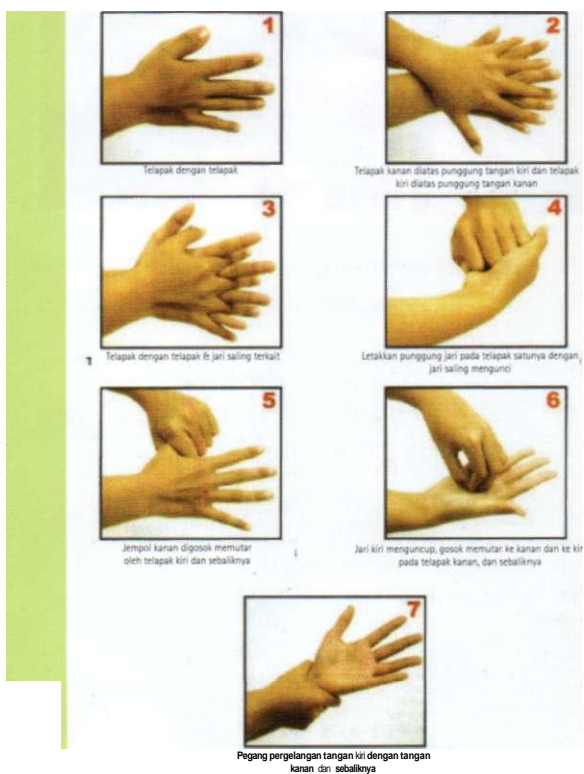 1
2
Telapak dengan telapak
Telapak kanan diatas punggung tangan kiri dan telapak
kiri diatas punggung tangan kanan
3
4
Telapak dengan telapak & jari saling terkait
Letakkan punggung jari pada telapak satunya dengan
jari saling mengunci
5
6
Jempol kanan digosok memutar
oleh telapak kiri dan sebaliknya
Jari kiri menguncup, gosok memutar ke kanan dan ke kir
pada telapak kanan, dan sebaliknya
7
Pegang pergelangan tangan kiri dengan tangan
kanan dan sebaliknya